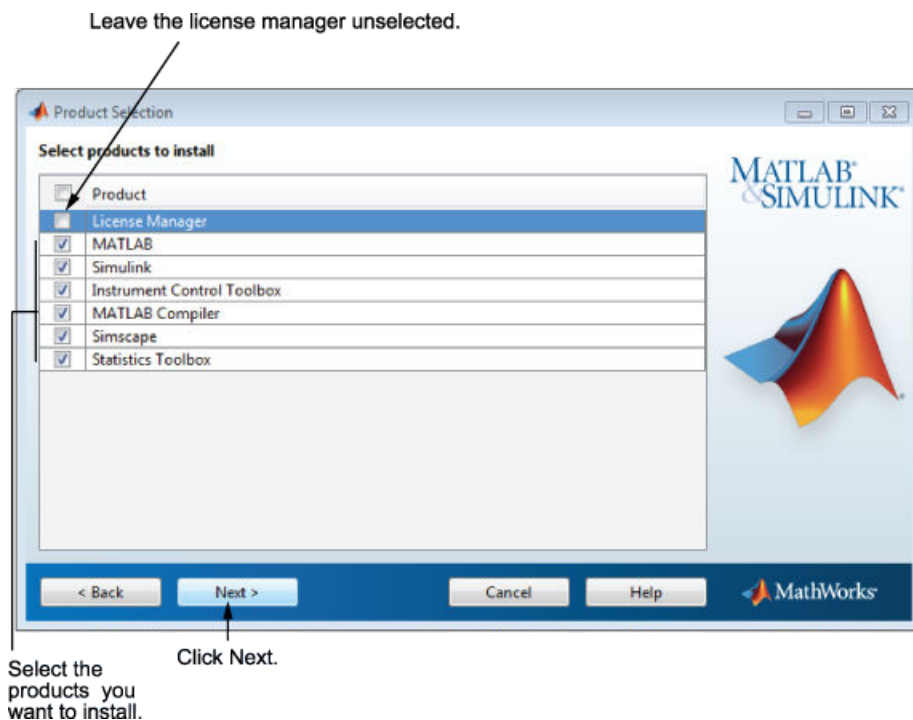 Leave the license manager unselected.
Product Selection
Select products to install
Product
License Manager
MATLAB
Simulink
Instrument Control Toolbox
MATLAB Compiler
Simscape
Statistics Toolbox
MATLAB®
&SIMULINK®
< Back
Next >
Cancel
Help
MathWorks®
Click Next.
Select the
products you
want to install.